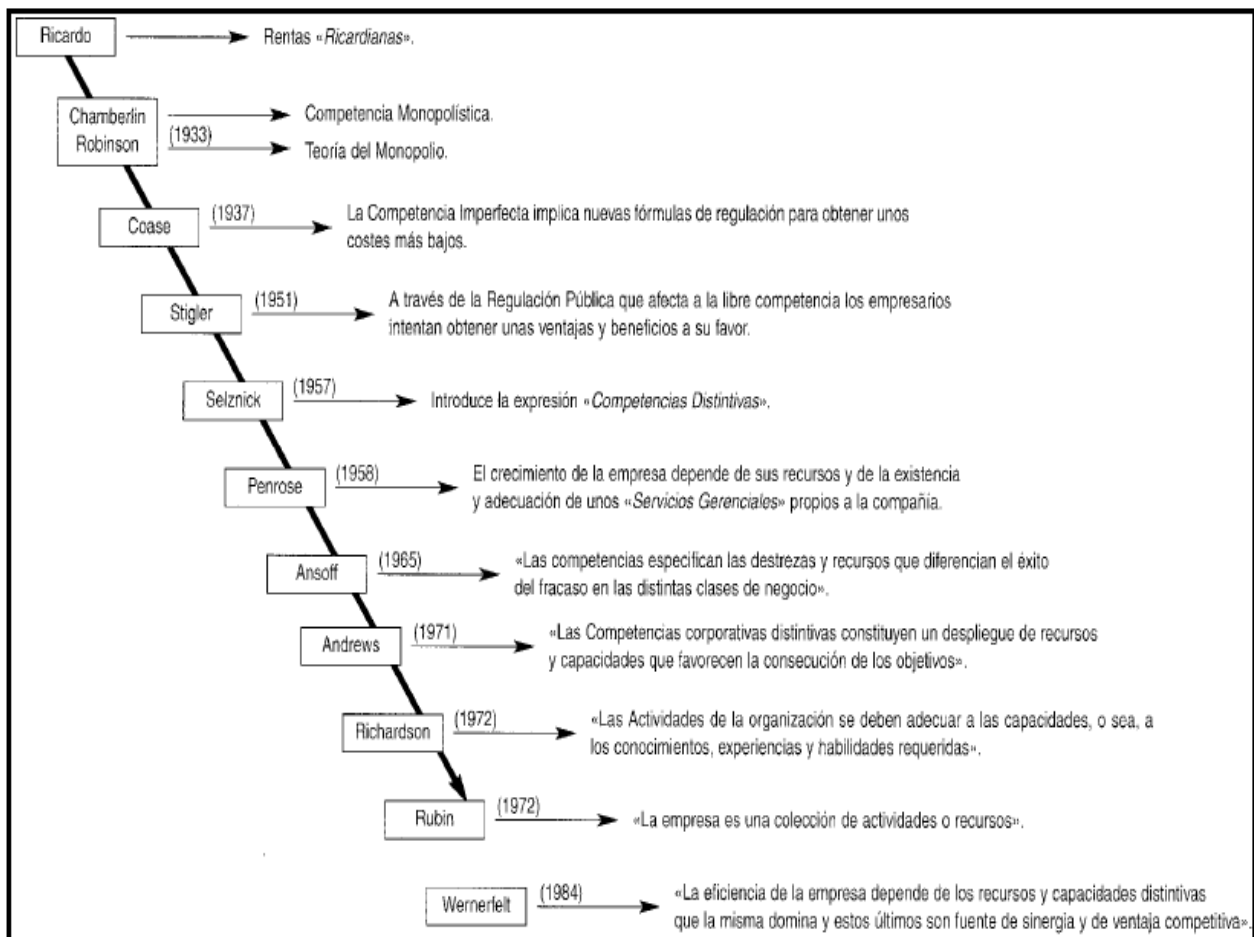 Ricardo
Rentas «Ricardianas».
Chamberlin
Robinson
(1933)
Competencia Monopolística.
Teoría del Monopolio.
Coase
(1937)
La Competencia Imperfecta implica nuevas fórmulas de regulación para obtener unos
costes más bajos.
Stigler
(1951)
A través de la Regulación Pública que afecta a la libre competencia los empresarios
intentan obtener unas ventajas y beneficios a su favor.
Selznick
(1957)
Introduce la expresión «Competencias Distintivas».
Penrose
(1958)
El crecimiento de la empresa depende de sus recursos y de la existencia
y adecuación de unos «Servicios Gerenciales» propios a la compañía.
Ansoff
(1965)
«Las competencias especifican las destrezas y recursos que diferencian el éxito
del fracaso en las distintas clases de negocio».
Andrews
(1971)
«Las Competencias corporativas distintivas constituyen un despliegue de recursos
y capacidades que favorecen la consecución de los objetivos».
Richardson
(1972)
«Las Actividades de la organización se deben adecuar a las capacidades, o sea, a
los conocimientos, experiencias y habilidades requeridas».
Rubin
(1972)
«La empresa es una colección de actividades o recursos».
Wernerfelt
(1984)
«La eficiencia de la empresa depende de los recursos y capacidades distintivas
que la misma domina y estos últimos son fuente de sinergia y de ventaja competitiva».